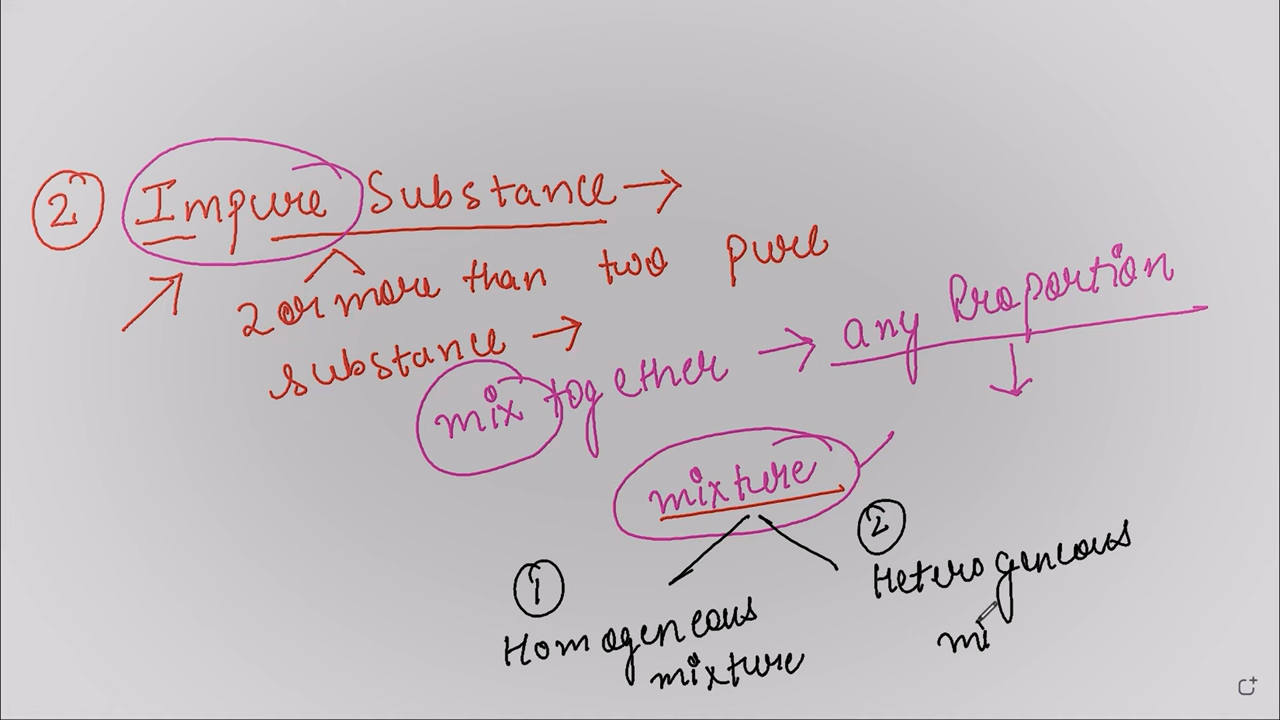 ② Impure Substance →
2 or more than two pure
substance →
mix together → any Proportion
mixture
①
Homogeneous
mixture
②
Heterogeneous
mi